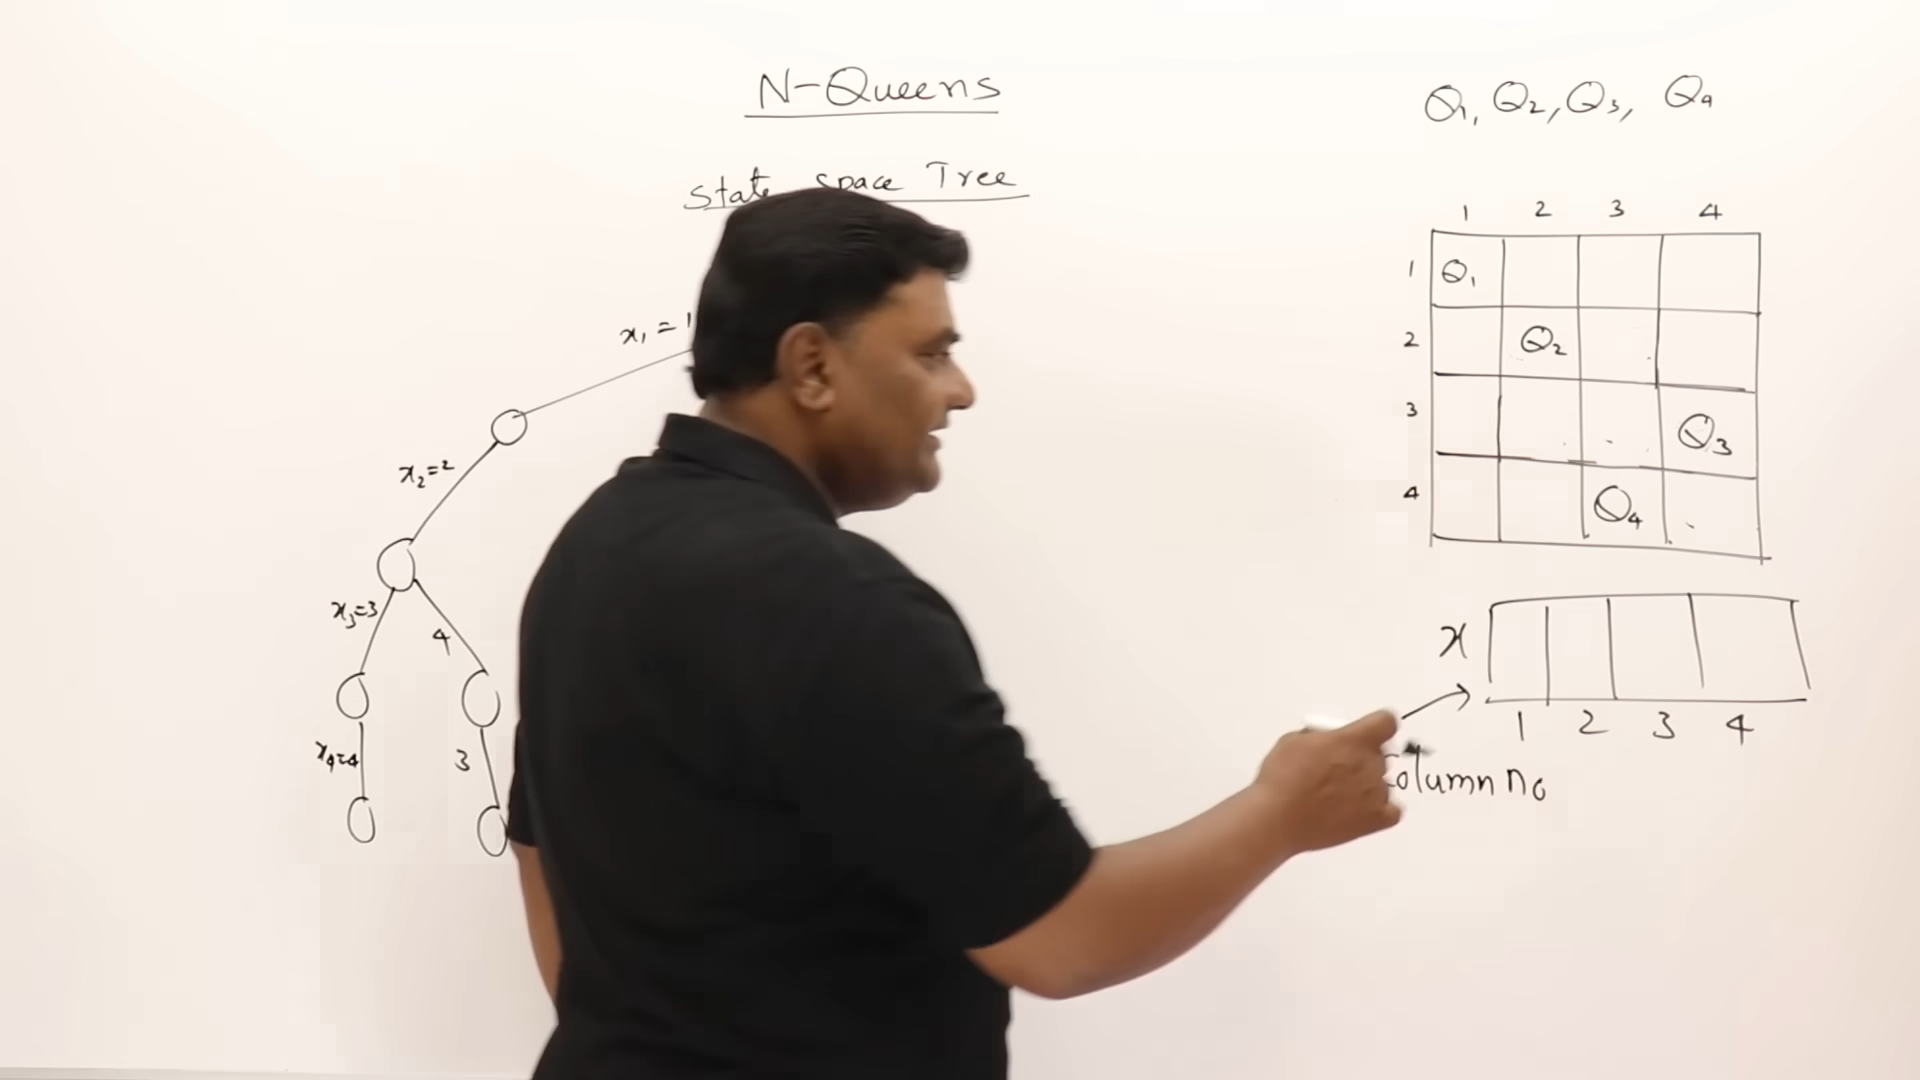 N-Queens
State Space Tree
x₁ = 1
x₂=2
x₃=3
4
x₄=4
3
Q₁, Q₂, Q₃, Q₄
1 2 3 4
1 Q₁
2 Q₂
3 Q₃
4 Q₄
x
1 2 3 4
Column no